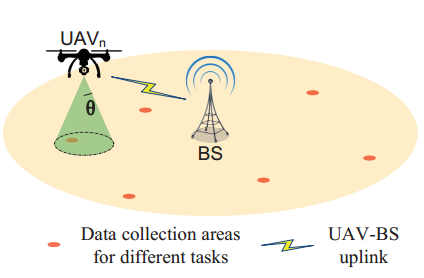 UAVn
θ
BS
Data collection areas
for different tasks
UAV-BS
uplink